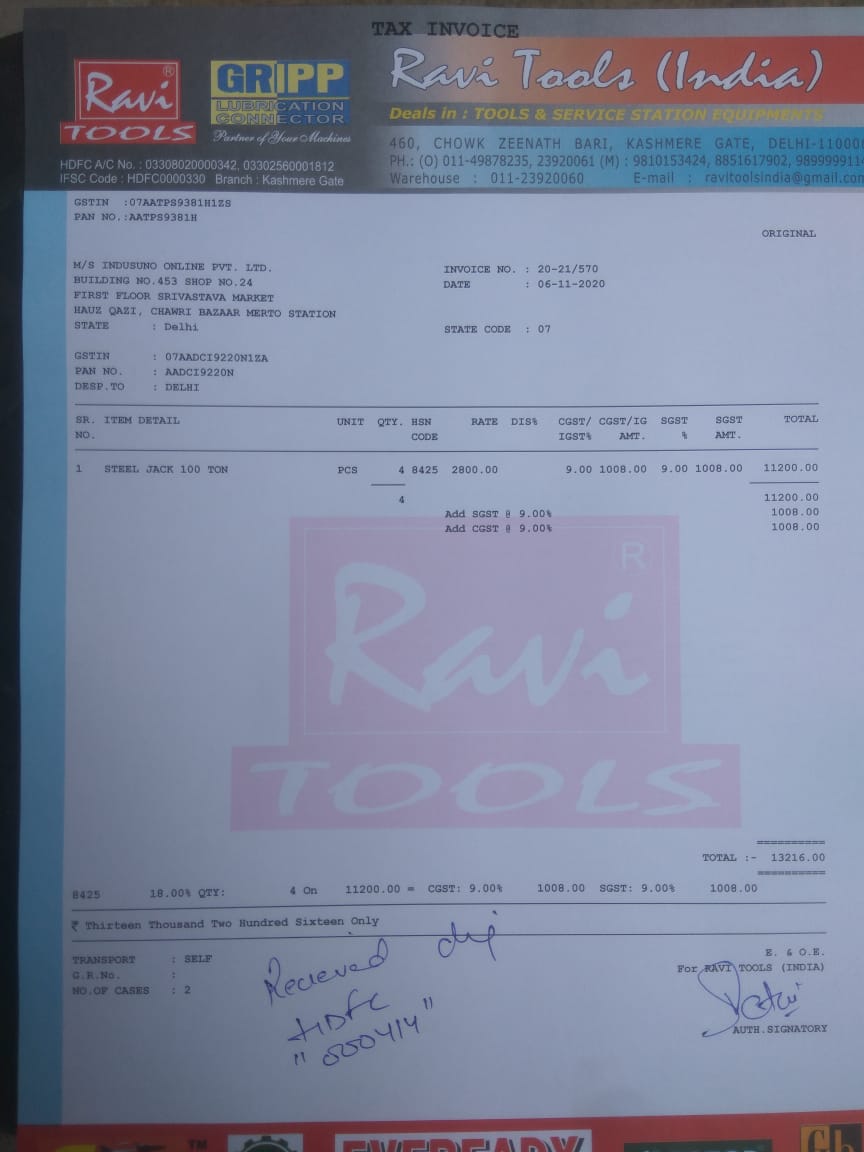 TAX INVOICE
Ravi®
TOOLS
GRIPP
LUBRICATION
CONNECTOR
Partner of Your Machines
Ravi Tools (India)
Deals in : TOOLS & SERVICE STATION EQUIPMENTS
460, CHOWK ZEENATH BARI, KASHMERE GATE, DELHI-11000
PH.: (O) 011-49878235, 23920061 (M) : 9810153424, 8851617902, 989999911
Warehouse : 011-23920060 E-mail : ravitoolsindia@gmail.com
HDFC A/C No. : 03308020000342, 03302560001812
IFSC Code : HDFC0000330 Branch : Kashmere Gate
GSTIN :07AATPS9381H1ZS
PAN NO.:AATPS9381H
ORIGINAL
M/S INDUSUNO ONLINE PVT. LTD. INVOICE NO. : 20-21/570
BUILDING NO.453 SHOP NO.24 DATE : 06-11-2020
FIRST FLOOR SRIVASTAVA MARKET
HAUZ QAZI, CHAWRI BAZAAR MERTO STATION
STATE : Delhi STATE CODE : 07
GSTIN : 07AADCI9220N1ZA
PAN NO. : AADCI9220N
DESP.TO : DELHI
SR. ITEM DETAIL UNIT QTY. HSN RATE DIS% CGST/ CGST/IG SGST SGST TOTAL
NO. CODE IGST% AMT. % AMT.
1 STEEL JACK 100 TON PCS 4 8425 2800.00 9.00 1008.00 9.00 1008.00 11200.00
4 11200.00
Add SGST @ 9.00% 1008.00
Add CGST @ 9.00% 1008.00
Ravi®
TOOLS
TOTAL :- 13216.00
8425 18.00% QTY: 4 On 11200.00 = CGST: 9.00% 1008.00 SGST: 9.00% 1008.00
₹ Thirteen Thousand Two Hundred Sixteen Only
TRANSPORT : SELF
G.R.No. :
NO.OF CASES : 2
Recieved
HDFC
E. & O.E.
For RAVI TOOLS (INDIA)
AUTH.SIGNATORY
TM
EVEREADY